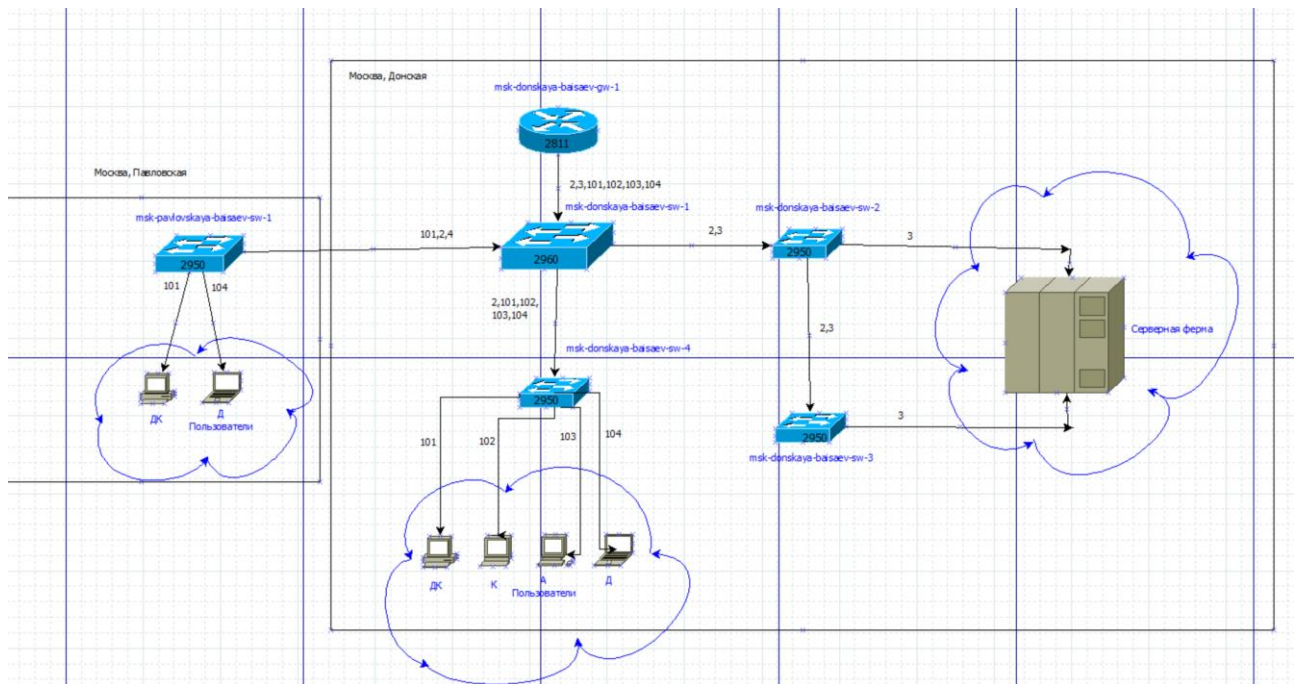 Москва, Донская
msk-donskaya-baisaev-gw-1
2811
Москва, Павловская
2,3,101,102,103,104
msk-pavlovskaya-baisaev-sw-1
msk-donskaya-baisaev-sw-1
msk-donskaya-baisaev-sw-2
2950
101,2,4
2960
2,3
2950
3
101
104
2,101,102,
103,104
2,3
Серверная ферма
msk-donskaya-baisaev-sw-4
2950
ДК
Д
Пользователи
101
102
103
104
2950
3
msk-donskaya-baisaev-sw-3
ДК
К
А
Д
Пользователи